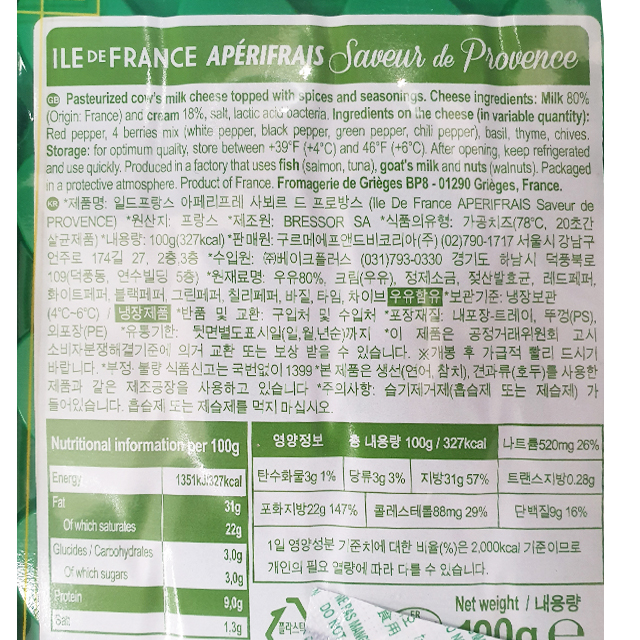 ILE DE FRANCE APÉRIFRAIS Saveur de Provence
GB Pasteurized cow's milk cheese topped with spices and seasonings. Cheese ingredients: Milk 80%
(Origin: France) and cream 18%, salt, lactic acid bacteria. Ingredients on the cheese (in variable quantity):
Red pepper, 4 berries mix (white pepper, black pepper, green pepper, chili pepper), basil, thyme, chives.
Storage: for optimum quality, store between +39°F (+4°C) and 46°F (+6°C). After opening, keep refrigerated
and use quickly. Produced in a factory that uses fish (salmon, tuna), goat's milk and nuts (walnuts). Packaged
in a protective atmosphere. Product of France. Fromagerie de Grièges BP8 - 01290 Grièges, France.
KR *제품명: 일드프랑스 아페리프레 사뵈르 드 프로방스 (Ile De France APERIFRAIS Saveur de
PROVENCE) *원산지: 프랑스 *제조원: BRESSOR SA *식품의유형: 가공치즈(78°C, 20초간
살균제품) *내용량: 100g(327kcal) *판매원: 구르메에프앤드비코리아(주) (02)790-1717 서울시 강남구
언주로 174길 27, 2층,3층 *수입원: ㈜베이크플러스 (031)793-0330 경기도 하남시 덕풍북로
109(덕풍동, 연수빌딩 5층) *원재료명: 우유80%, 크림(우유), 정제소금, 젖산발효균, 레드페퍼,
화이트페퍼, 블랙페퍼, 그린페퍼, 칠리페퍼, 바질, 타임, 차이브 우유함유 *보관기준: 냉장보관
(4°C~6°C) / 냉장제품 *반품 및 교환: 구입처 및 수입처 *포장재질: 내포장-트레이, 뚜껑(PS),
외포장(PE) *유통기한: 뒷면별도표시일(일,월,년순)까지 *이 제품은 공정거래위원회 고시
소비자분쟁해결기준에 의거 교환 또는 보상 받을 수 있습니다. ※개봉 후 가급적 빨리 드시기
바랍니다. *부정·불량 식품신고는 국번없이 1399 *본 제품은 생선(연어, 참치), 견과류(호두)를 사용한
제품과 같은 제조공장을 사용하고 있습니다 *주의사항: 습기제거제(흡습제 또는 제습제) 가
들어있습니다. 흡습제 또는 제습제를 먹지 마십시오.
Nutritional information per 100g
Energy 1351kJ/327kcal
Fat 31g
Of which saturates 22g
Glucides / Carbohydrates 3,0g
Of which sugars 3,0g
Protein 9,0g
Salt 1.3g
영양정보 총 내용량 100g / 327kcal 나트륨520mg 26%
탄수화물3g 1% 당류3g 3% 지방31g 57% 트랜스지방0.28g
포화지방22g 147% 콜레스테롤88mg 29% 단백질9g 16%
1일 영양성분 기준치에 대한 비율(%)은 2,000kcal 기준이므로
개인의 필요 열량에 따라 다를 수 있습니다.
Net weight / 내용량
100g
플라스틱
NE PAS MAN
DO NOT
食用
FR